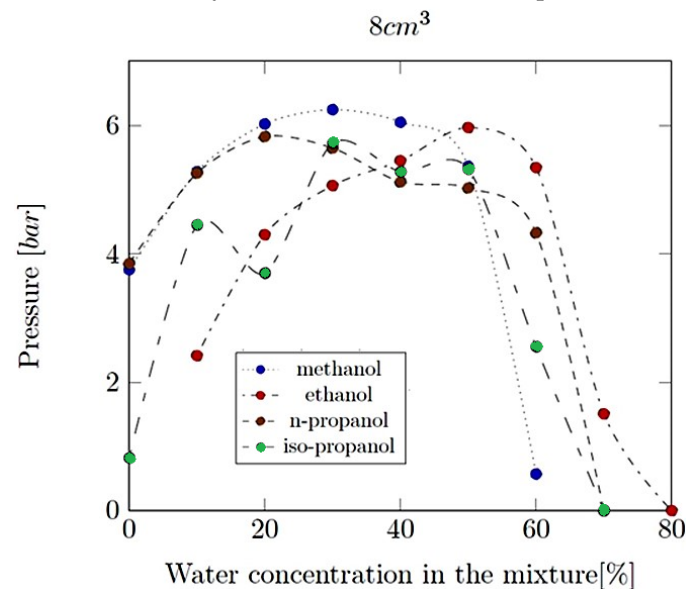 8cm³
Pressure [bar]
6
4
2
0
methanol
ethanol
n-propanol
iso-propanol
0 20 40 60 80
Water concentration in the mixture[%]